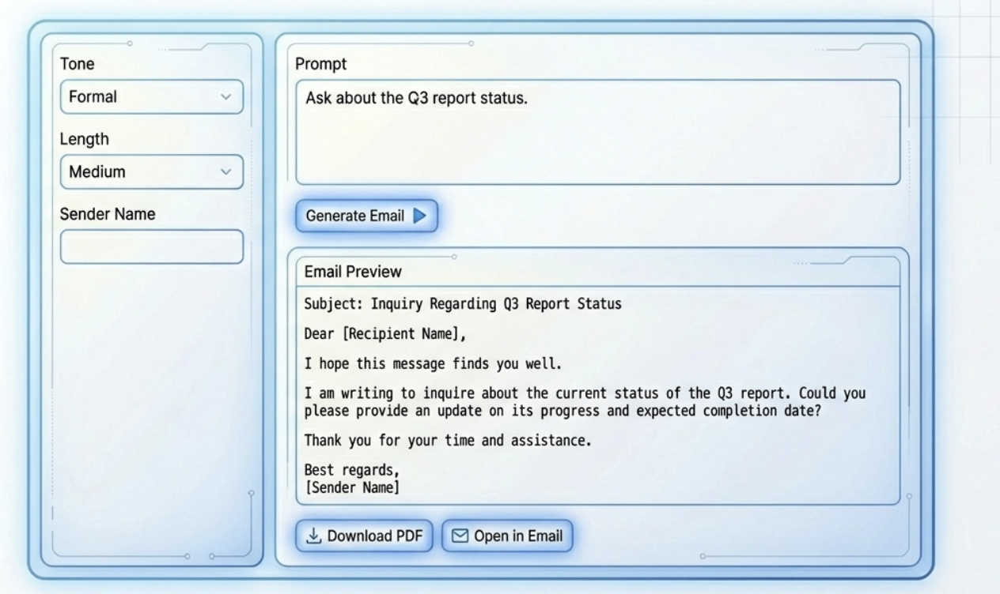 Tone
Formal
Length
Medium
Sender Name
Prompt
Ask about the Q3 report status.
Generate Email
Email Preview
Subject: Inquiry Regarding Q3 Report Status
Dear [Recipient Name],
I hope this message finds you well.
I am writing to inquire about the current status of the Q3 report. Could you
please provide an update on its progress and expected completion date?
Thank you for your time and assistance.
Best regards,
[Sender Name]
Download PDF
Open in Email